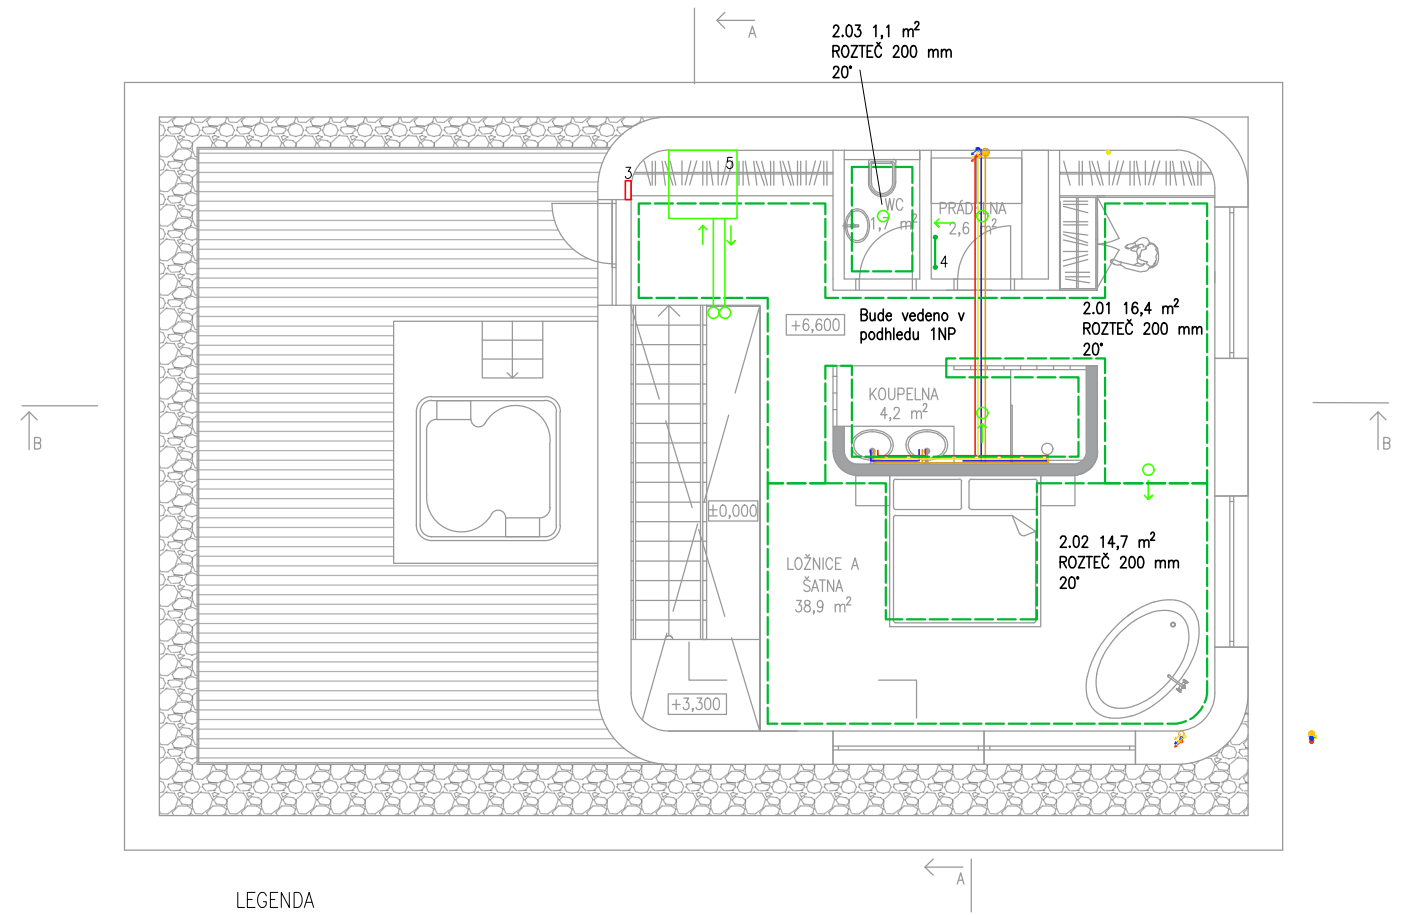 A
2.03 1,1 m²
ROZTEČ 200 mm
20°
3
5
WC
1,7 m²
PRÁDELNA
2,6 m²
4
+6,600
Bude vedeno v
podhledu 1NP
2.01 16,4 m²
ROZTEČ 200 mm
20°
KOUPELNA
4,2 m²
B
B
±0,000
LOŽNICE A
ŠATNA
38,9 m²
2.02 14,7 m²
ROZTEČ 200 mm
20°
+3,300
A
LEGENDA